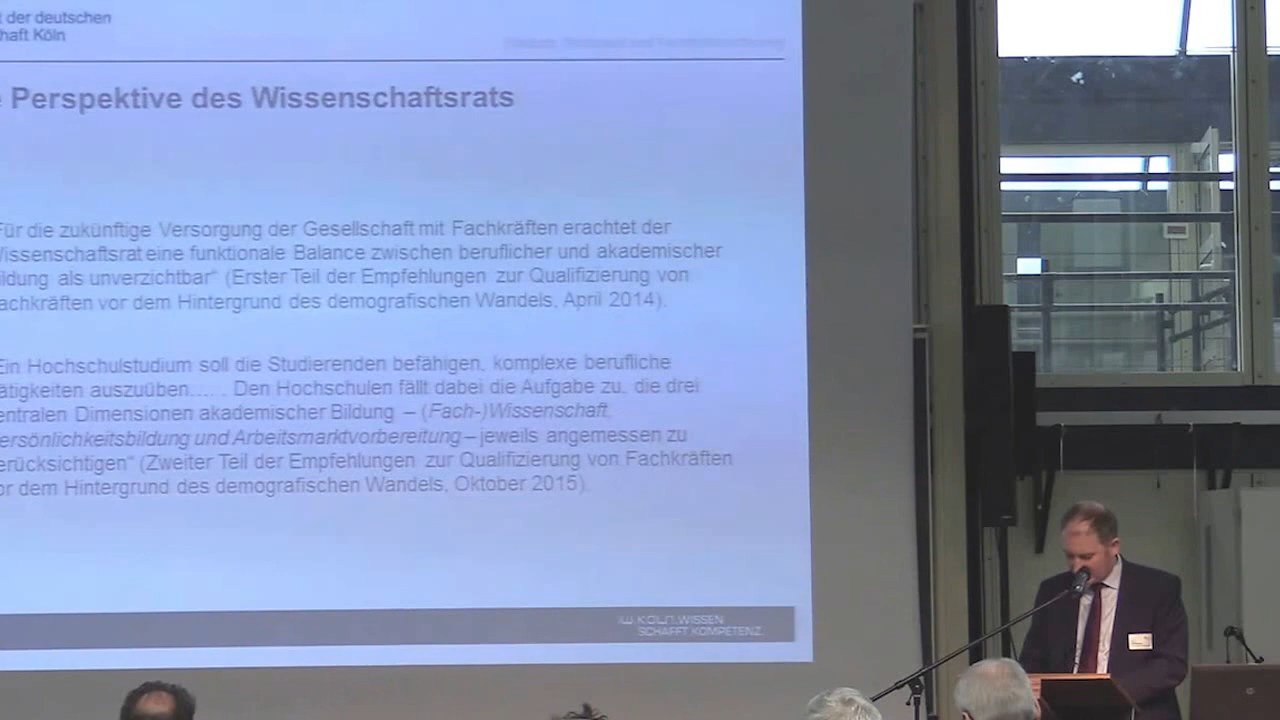 t der deutschen
haft Köln
e Perspektive des Wissenschaftsrats
Für die zukünftige Versorgung der Gesellschaft mit Fachkräften erachtet der
Wissenschaftsrat eine funktionale Balance zwischen beruflicher und akademischer
ildung als unverzichtbar“ (Erster Teil der Empfehlungen zur Qualifizierung von
achkräften vor dem Hintergrund des demografischen Wandels, April 2014).
Ein Hochschulstudium soll die Studierenden befähigen, komplexe berufliche
ätigkeiten auszuüben...... Den Hochschulen fällt dabei die Aufgabe zu, die drei
entralen Dimensionen akademischer Bildung – (Fach-)Wissenschaft,
ersönlichkeitsbildung und Arbeitsmarktvorbereitung – jeweils angemessen zu
erücksichtigen“ (Zweiter Teil der Empfehlungen zur Qualifizierung von Fachkräften
or dem Hintergrund des demografischen Wandels, Oktober 2015).
iW.KÖLN.WISSEN
SCHAFFT KOMPETENZ.